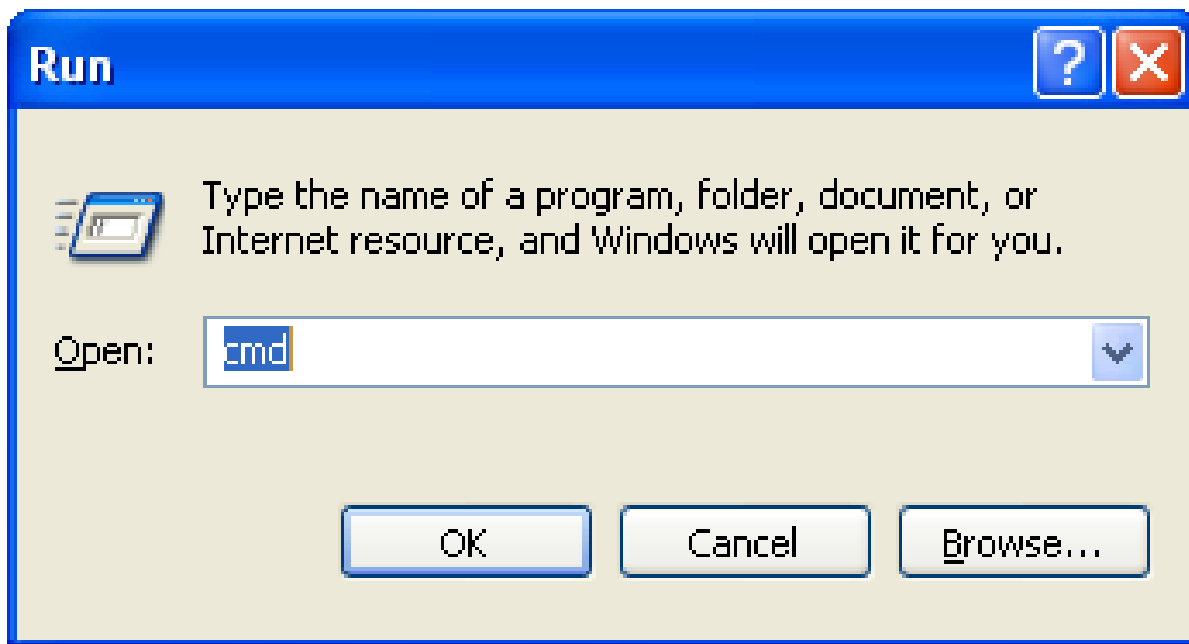 Run
Type the name of a program, folder, document, or
Internet resource, and Windows will open it for you.
Open: cmd
OK Cancel Browse...